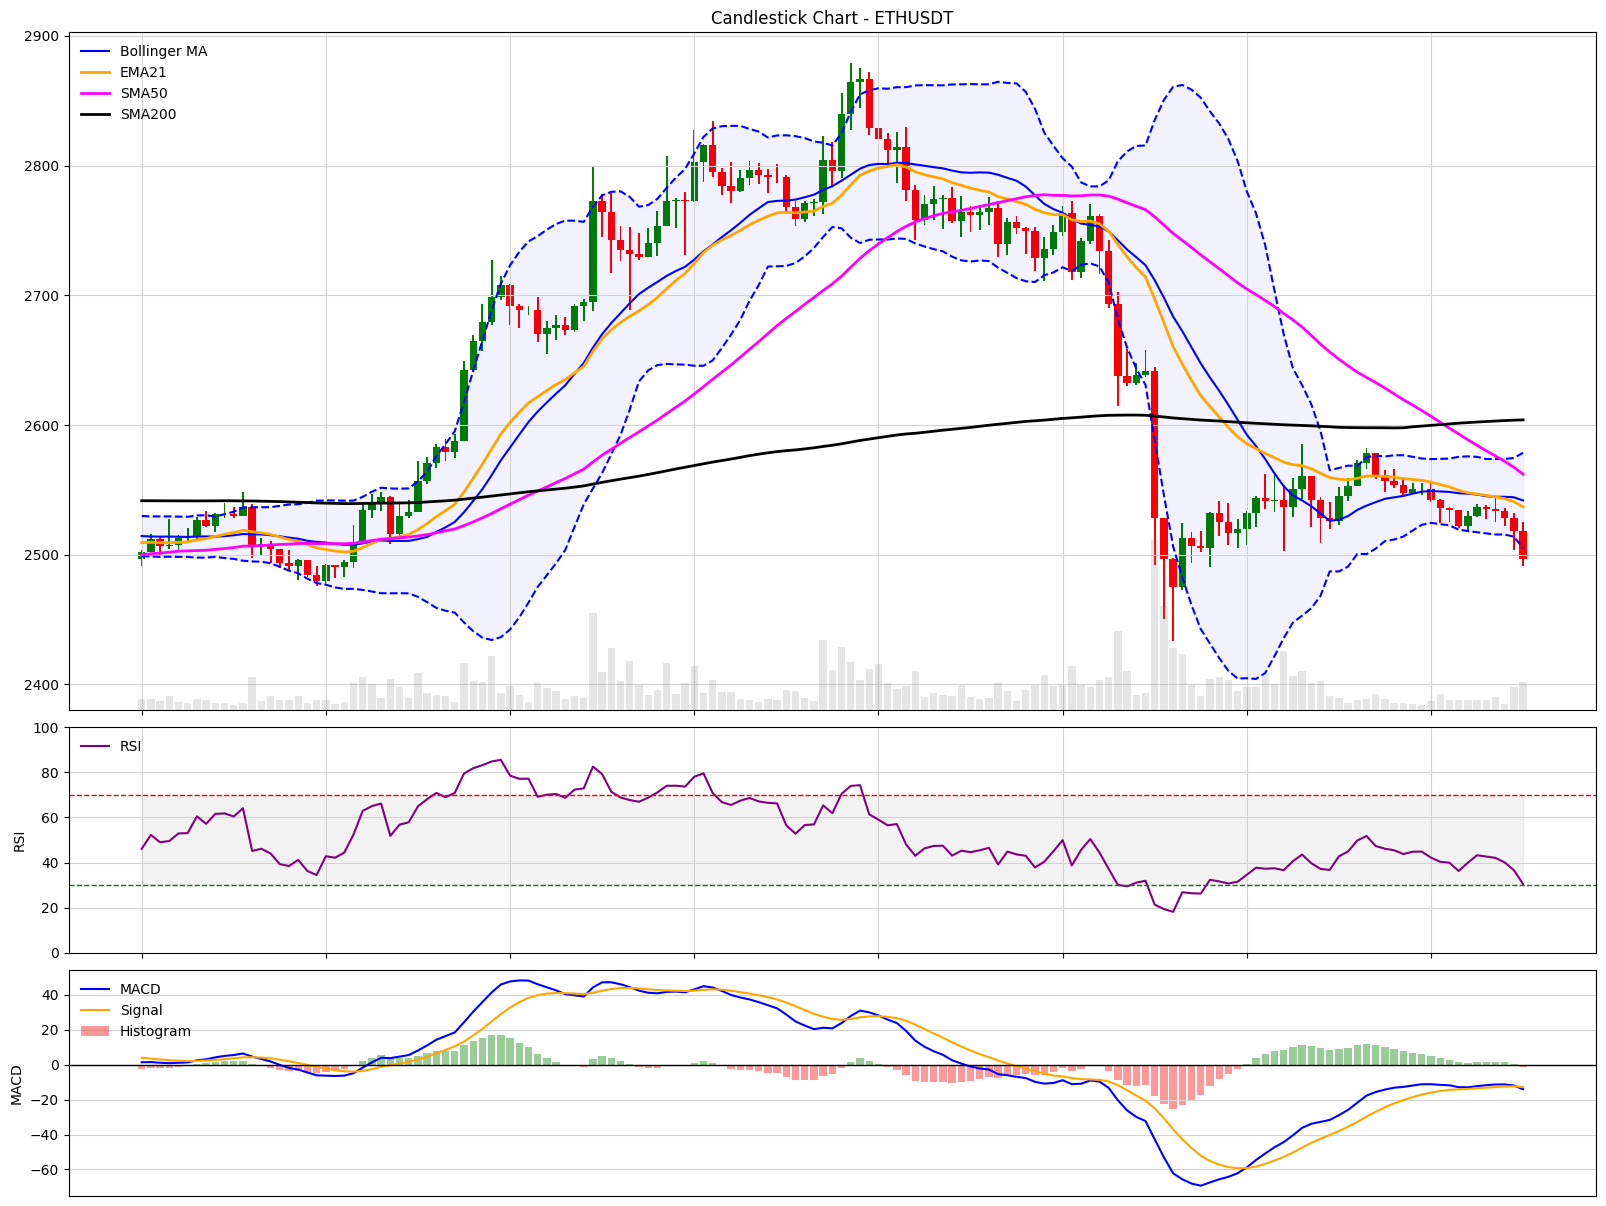 Candlestick Chart - ETHUSDT
2900
2800
2700
2600
2500
2400
Bollinger MA
EMA21
SMA50
SMA200
100
80
60
40
20
0
RSI
RSI
40
20
0
−20
−40
−60
MACD
MACD
Signal
Histogram